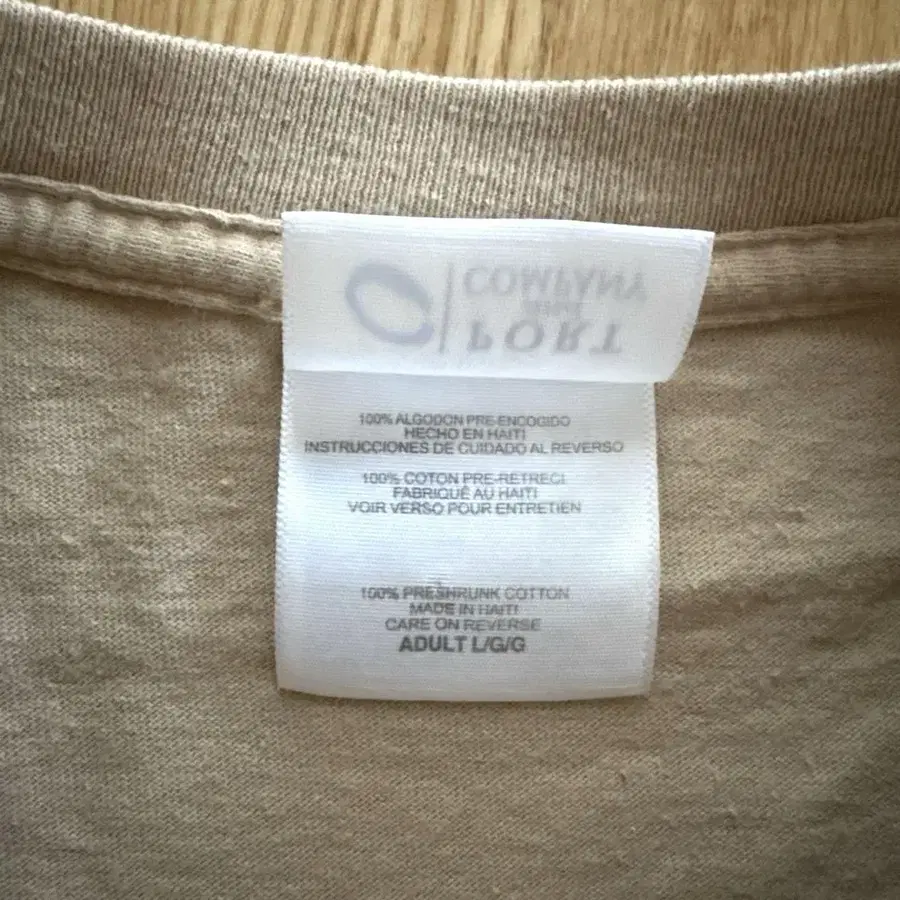 COMPANY
PORT
100% ALGODON PRE-ENCOGIDO
HECHO EN HAITI
INSTRUCCIONES DE CUIDADO AL REVERSO
100% COTON PRE-RETRECI
FABRIQUÉ AU HAITI
VOIR VERSO POUR ENTRETIEN
100% PRESHRUNK COTTON
MADE IN HAITI
CARE ON REVERSE
ADULT L/G/G